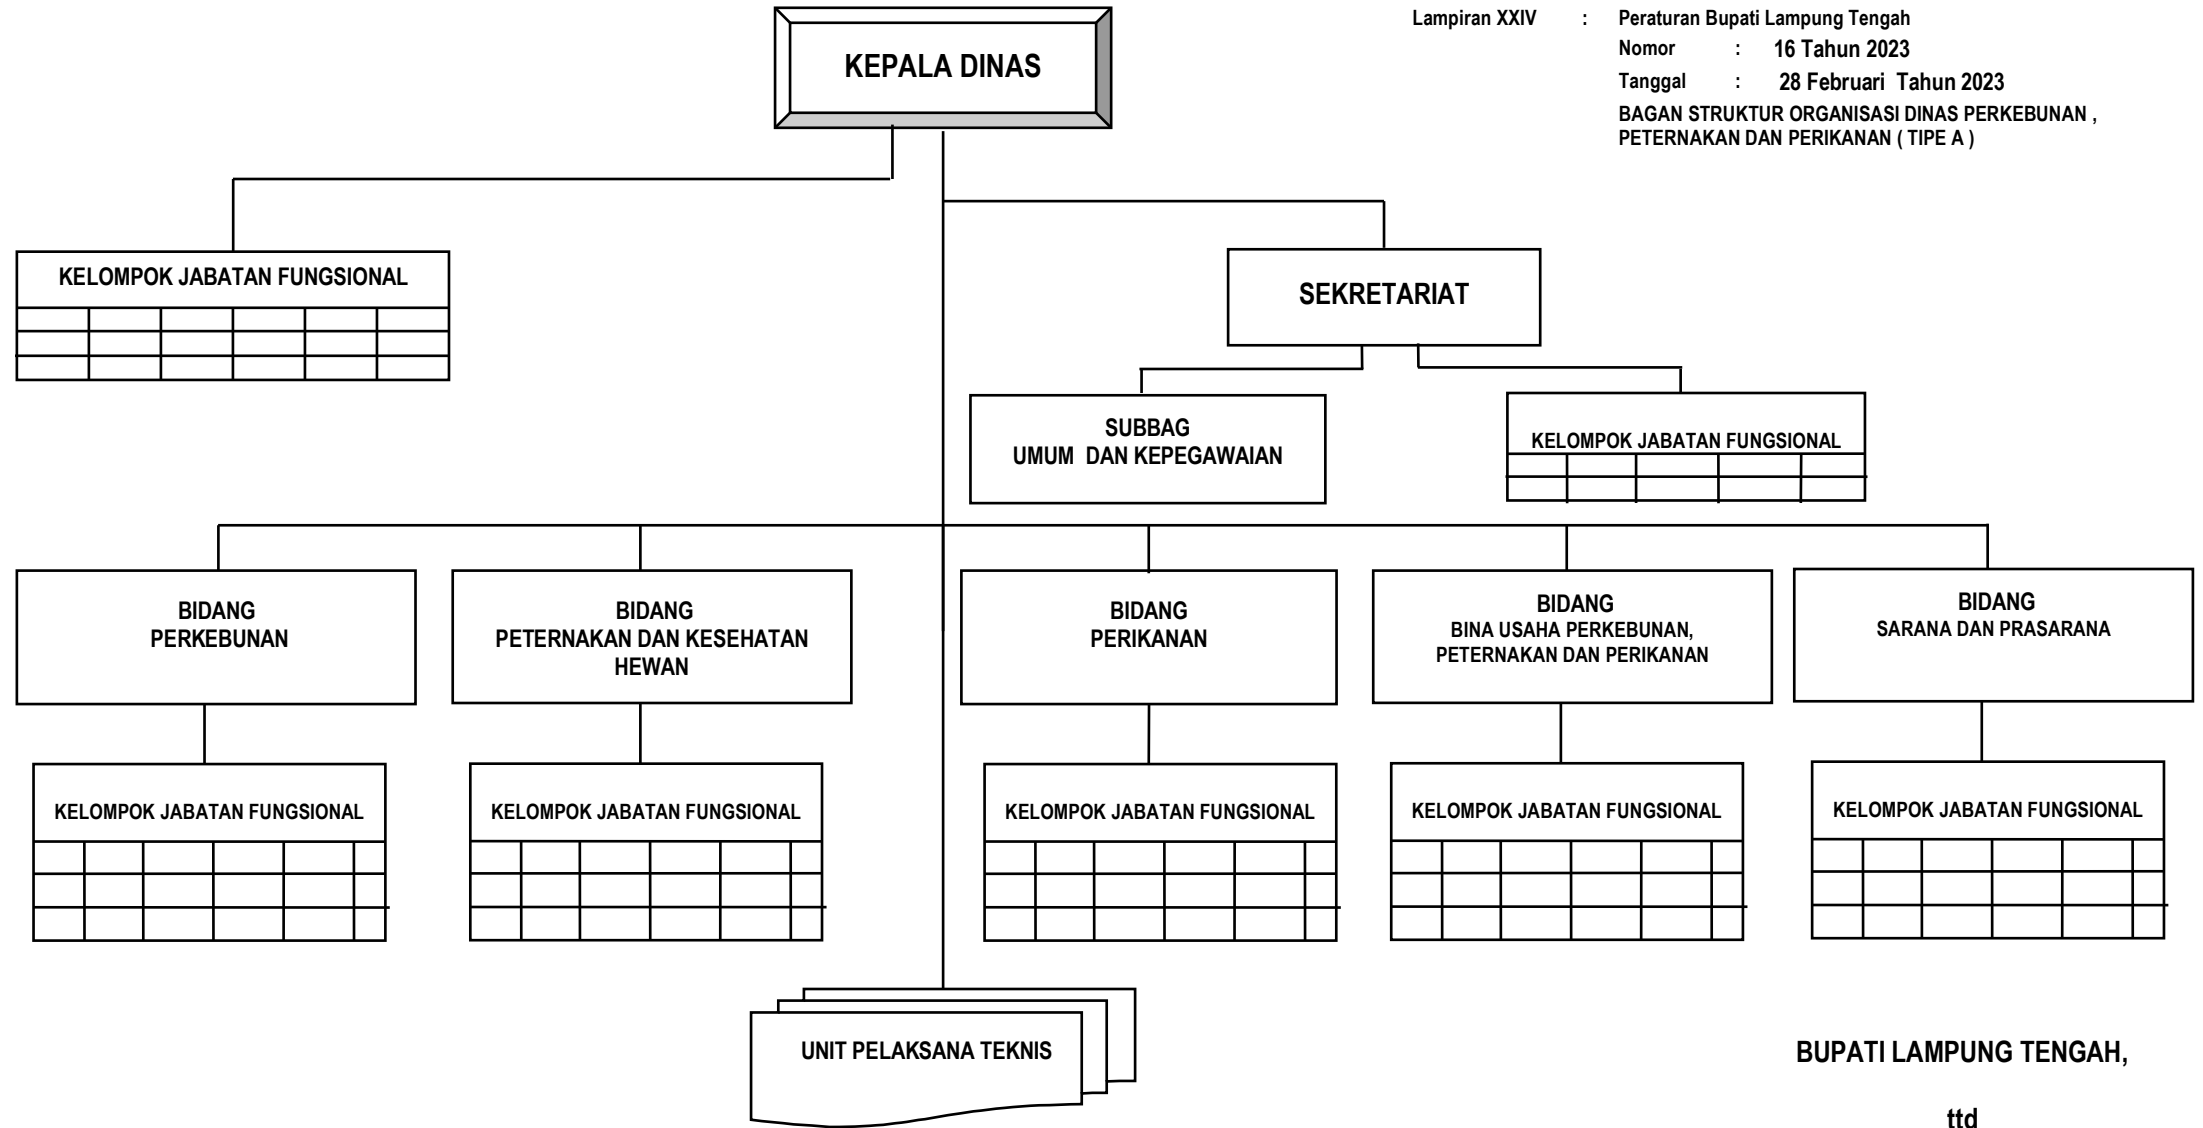 Lampiran XXIV : Peraturan Bupati Lampung Tengah
Nomor : 16 Tahun 2023
Tanggal : 28 Februari Tahun 2023
BAGAN STRUKTUR ORGANISASI DINAS PERKEBUNAN ,
PETERNAKAN DAN PERIKANAN ( TIPE A )
KEPALA DINAS
KELOMPOK JABATAN FUNGSIONAL
SEKRETARIAT
SUBBAG
UMUM DAN KEPEGAWAIAN
KELOMPOK JABATAN FUNGSIONAL
BIDANG
PERKEBUNAN
BIDANG
PETERNAKAN DAN KESEHATAN
HEWAN
BIDANG
PERIKANAN
BIDANG
BINA USAHA PERKEBUNAN,
PETERNAKAN DAN PERIKANAN
BIDANG
SARANA DAN PRASARANA
KELOMPOK JABATAN FUNGSIONAL
KELOMPOK JABATAN FUNGSIONAL
KELOMPOK JABATAN FUNGSIONAL
KELOMPOK JABATAN FUNGSIONAL
KELOMPOK JABATAN FUNGSIONAL
UNIT PELAKSANA TEKNIS
BUPATI LAMPUNG TENGAH,
ttd